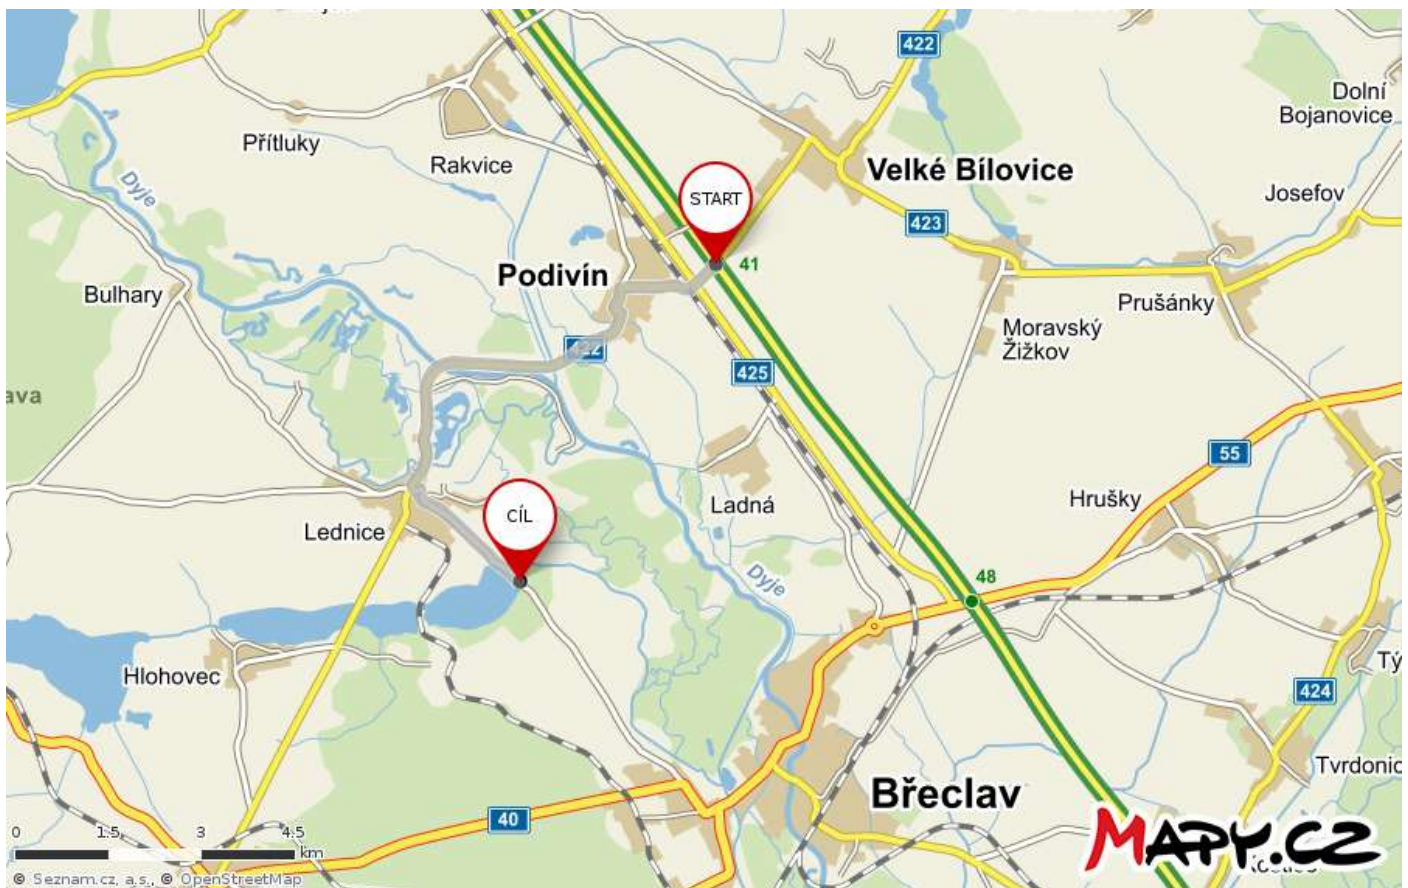 422
Dolní
Bojanovice
Přítluky
Rakvice
Velké Bílovice
Dyje
START
Josefov
423
41
Podivín
Bulhary
Prušánky
Moravský
Žižkov
422
425
ava
55
Hrušky
Ladná
CÍL
Lednice
Dyje
48
Hlohovec
Tý
424
Tvrdonic
Břeclav
40
MAPY.CZ
0 1.5 3 4.5
km
© Seznam.cz, a.s., © OpenStreetMap